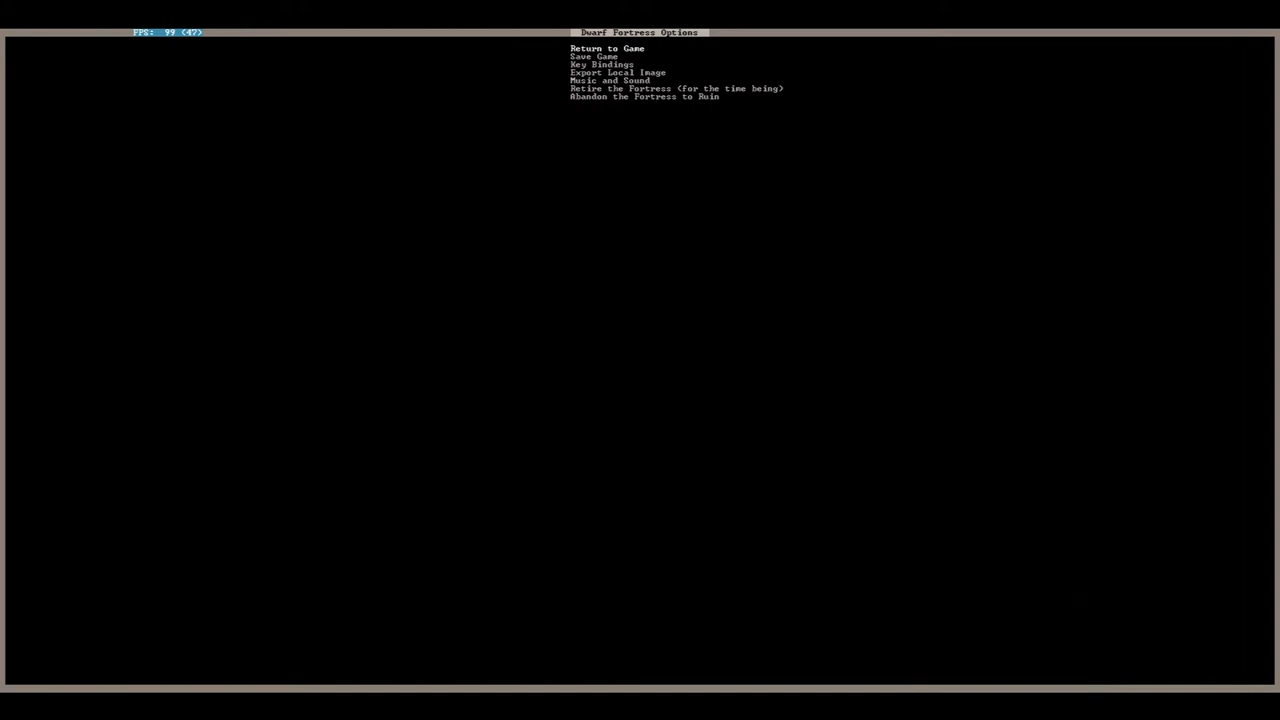 FPS:  99 (47)
Dwarf Fortress Options
Return to Game
Save Game
Key Bindings
Export Local Image
Music and Sound
Retire the Fortress (for the time being)
Abandon the Fortress to Ruin